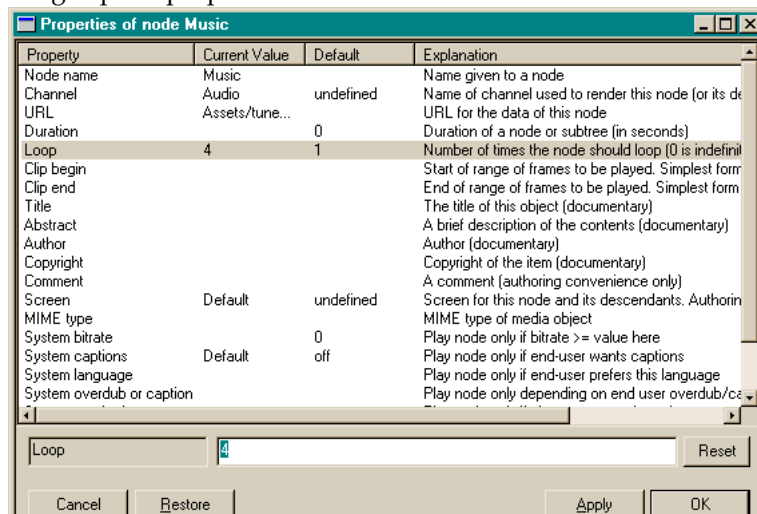 Properties of node Music
Property Current Value Default Explanation
Node name Music Name given to a node
Channel Audio undefined Name of channel used to render this node (or its de
URL Assets/tune... URL for the data of this node
Duration 0 Duration of a node or subtree (in seconds)
Loop 4 1 Number of times the node should loop (0 is indefinit
Clip begin Start of range of frames to be played. Simplest form
Clip end End of range of frames to be played. Simplest form
Title The title of this object (documentary)
Abstract A brief description of the contents (documentary)
Author Author (documentary)
Copyright Copyright of the item (documentary)
Comment A comment (authoring convenience only)
Screen Default undefined Screen for this node and its descendants. Authorin
MIME type MIME type of media object
System bitrate 0 Play node only if bitrate >= value here
System captions Default off Play node only if end-user wants captions
System language Play node only if end-user prefers this language
System overdub or caption Play node only depending on end user overdub/ca
Loop 4 Reset
Cancel Restore Apply OK